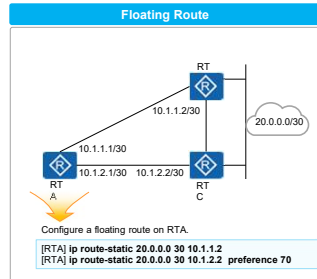 Floating Route
RT
10.1.1.2/30
20.0.0.0/30
10.1.1.1/30
10.1.2.1/30
10.1.2.2/30
RT
A
RT
C
Configure a floating route on RTA.
[RTA] ip route-static 20.0.0.0 30 10.1.1.2
[RTA] ip route-static 20.0.0.0 30 10.1.2.2 preference 70